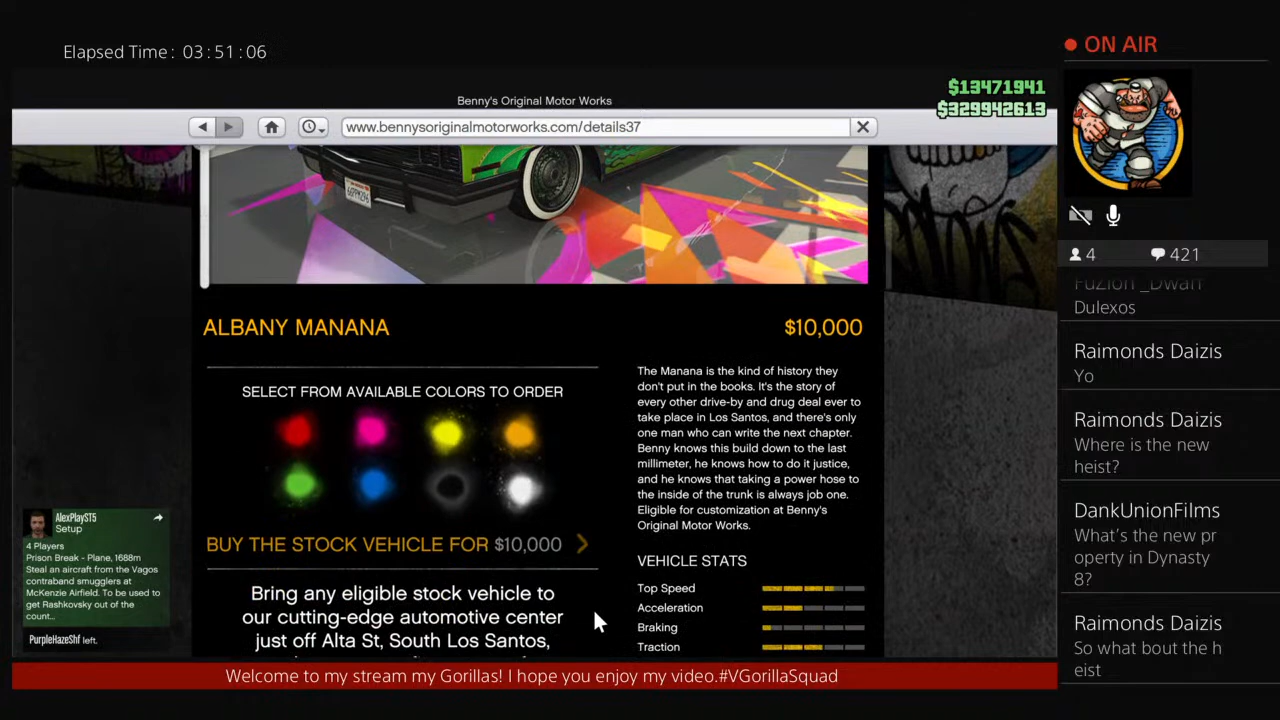 Elapsed Time: 03:51:06
ON AIR
$13471941
$329942613
Benny's Original Motor Works
www.bennysoriginalmotorworks.com/details37
4
421
Dulexos
Raimonds Daizis
Yo
Raimonds Daizis
Where is the new
heist?
DankUnionFilms
What's the new pr
operty in Dynasty
8?
Raimonds Daizis
So what bout the h
eist
ALBANY MANANA
$10,000
SELECT FROM AVAILABLE COLORS TO ORDER
BUY THE STOCK VEHICLE FOR $10,000
Bring any eligible stock vehicle to
our cutting-edge automotive center
just off Alta St, South Los Santos,
The Manana is the kind of history they
don't put in the books. It's the story of
every other drive-by and drug deal ever to
take place in Los Santos, and there's only
one man who can write the next chapter.
Benny knows this build down to the last
millimeter, he knows how to do it justice,
and he knows that taking a power hose to
the inside of the trunk is always job one.
Eligible for customization at Benny's
Original Motor Works.
VEHICLE STATS
Top Speed
Acceleration
Braking
Traction
AlexPlayST5
Setup
4 Players
Prison Break - Plane, 1688m
Steal an aircraft from the Vagos
contraband smugglers at
McKenzie Airfield. To be used to
get Rashkovsky out of the
count...
PurpleHazeShf left.
Welcome to my stream my Gorillas! I hope you enjoy my video.#VGorillaSquad